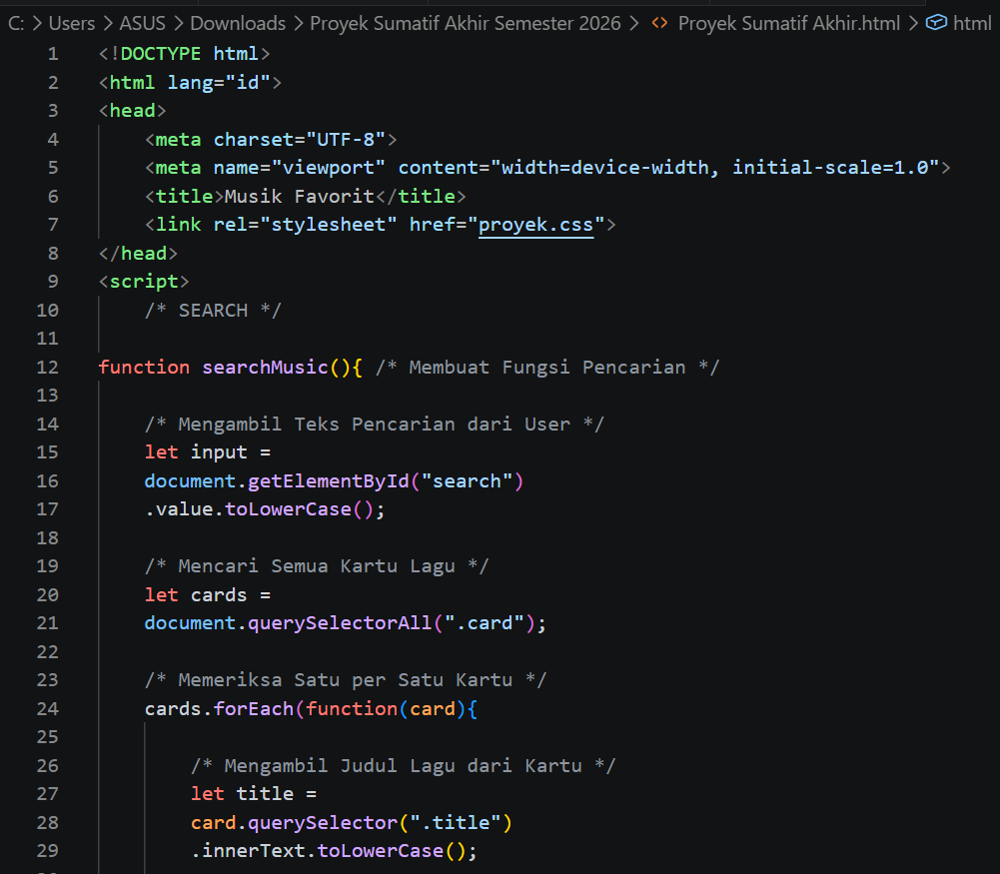 C: > Users > ASUS > Downloads > Proyek Sumatif Akhir Semester 2026 > <> Proyek Sumatif Akhir.html > html
1 <!DOCTYPE html>
2 <html lang="id">
3 <head>
4 <meta charset="UTF-8">
5 <meta name="viewport" content="width=device-width, initial-scale=1.0">
6 <title>Musik Favorit</title>
7 <link rel="stylesheet" href="proyek.css">
8 </head>
9 <script>
10 /* SEARCH */
11
12 function searchMusic(){ /* Membuat Fungsi Pencarian */
13
14 /* Mengambil Teks Pencarian dari User */
15 let input =
16 document.getElementById("search")
17 .value.toLowerCase();
18
19 /* Mencari Semua Kartu Lagu */
20 let cards =
21 document.querySelectorAll(".card");
22
23 /* Memeriksa Satu per Satu Kartu */
24 cards.forEach(function(card){
25
26 /* Mengambil Judul Lagu dari Kartu */
27 let title =
28 card.querySelector(".title")
29 .innerText.toLowerCase();